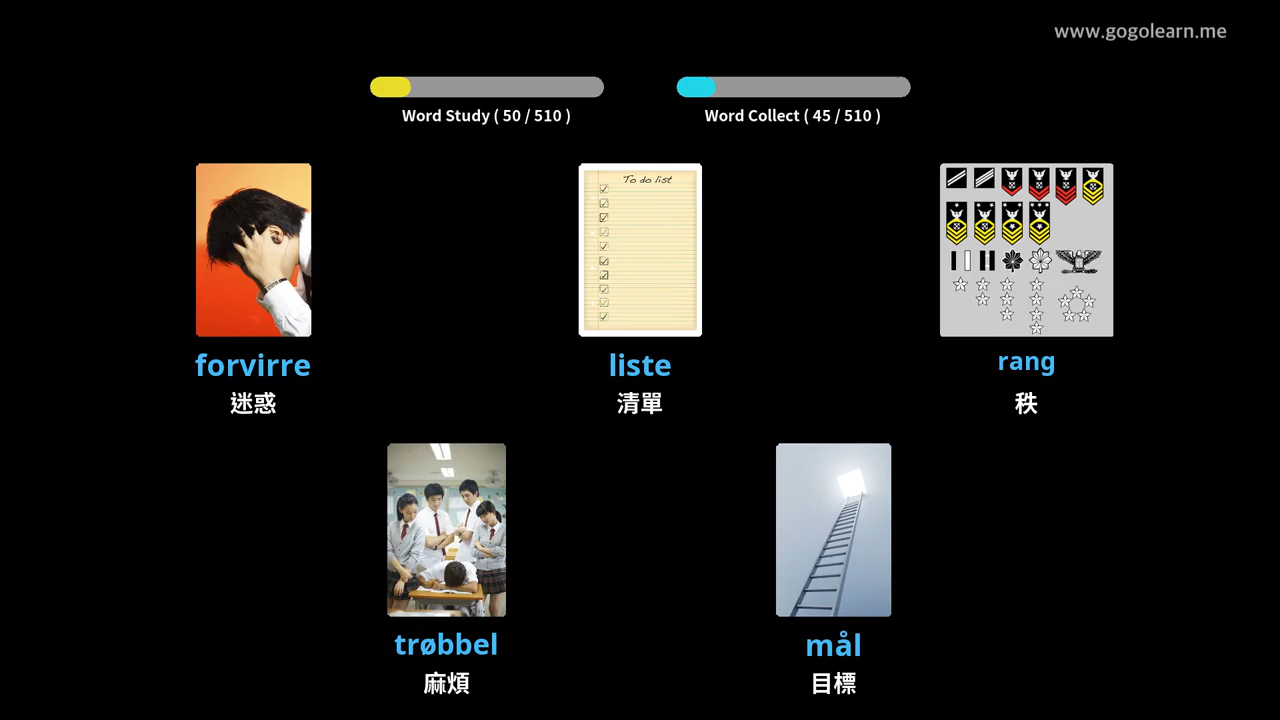 www.gogolearn.me
Word Study ( 50 / 510 )
Word Collect ( 45 / 510 )
To do list
forvirre
liste
rang
迷惑
清單
秩
trøbbel
mål
麻煩
目標